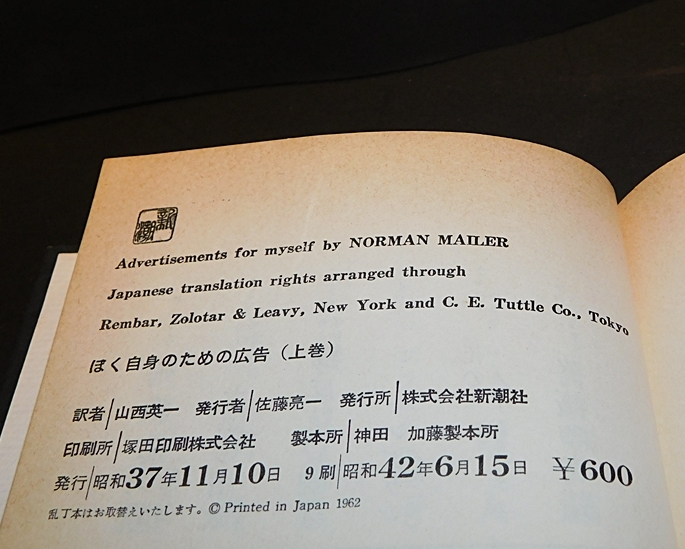 新潮
Advertisements for myself by NORMAN MAILER
Japanese translation rights arranged through
Rembar, Zolotar & Leavy, New York and C. E. Tuttle Co., Tokyo
ぼく自身のための広告（上巻）
訳者|山西英一 発行者|佐藤亮一 発行所|株式会社新潮社
印刷所|塚田印刷株式会社 製本所|神田 加藤製本所
発行|昭和37年11月10日 9刷|昭和42年6月15日 ￥600
乱丁本はお取替えいたします。© Printed in Japan 1962